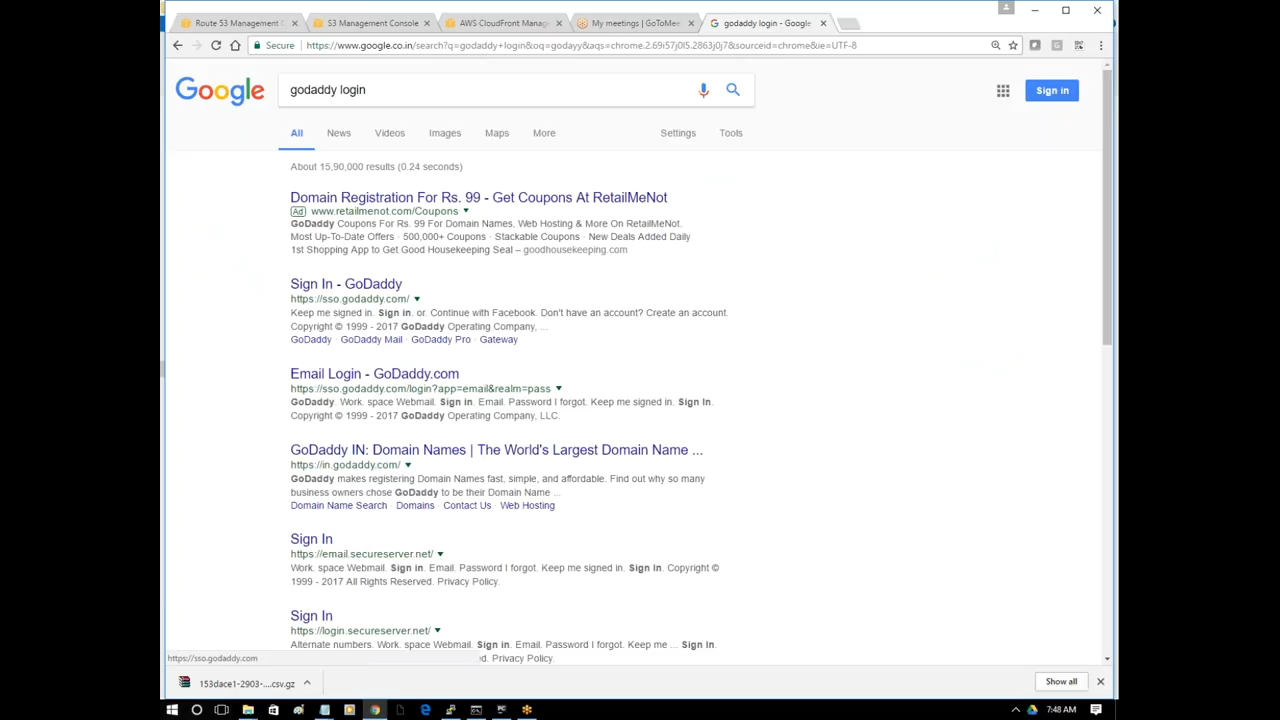 Route 53 Management
S3 Management Console
AWS CloudFront Manage
My meetings | GoToMee
godaddy login - Google
Secure
https://www.google.co.in/search?q=godaddy+login&oq=godayy&aqs=chrome.2.69i57j0l5.2863j0j7&sourceid=chrome&ie=UTF-8
Google
godaddy login
Sign in
All
News
Videos
Images
Maps
More
Settings
Tools
About 15,90,000 results (0.24 seconds)
Domain Registration For Rs. 99 - Get Coupons At RetailMeNot
Ad www.retailmenot.com/Coupons
GoDaddy Coupons For Rs. 99 For Domain Names, Web Hosting & More On RetailMeNot.
Most Up-To-Date Offers · 500,000+ Coupons · Stackable Coupons · New Deals Added Daily
1st Shopping App to Get Good Housekeeping Seal – goodhousekeeping.com
Sign In - GoDaddy
https://sso.godaddy.com/
Keep me signed in. Sign in. or. Continue with Facebook. Don't have an account? Create an account.
Copyright © 1999 - 2017 GoDaddy Operating Company, ...
GoDaddy · GoDaddy Mail · GoDaddy Pro · Gateway
Email Login - GoDaddy.com
https://sso.godaddy.com/login?app=email&realm=pass
GoDaddy. Work. space Webmail. Sign in. Email. Password I forgot. Keep me signed in. Sign In.
Copyright © 1999 - 2017 GoDaddy Operating Company, LLC.
GoDaddy IN: Domain Names | The World's Largest Domain Name ...
https://in.godaddy.com/
GoDaddy makes registering Domain Names fast, simple, and affordable. Find out why so many
business owners chose GoDaddy to be their Domain Name ...
Domain Name Search · Domains · Contact Us · Web Hosting
Sign In
https://email.secureserver.net/
Work. space Webmail. Sign in. Email. Password I forgot. Keep me signed in. Sign In. Copyright ©
1999 - 2017 All Rights Reserved. Privacy Policy.
Sign In
https://login.secureserver.net/
Alternate numbers. Work. space Webmail. Sign in. Email. Password I forgot. Keep me ... Sign In.
https://sso.godaddy.com
d. Privacy Policy.
153dace1-2903-....csv.gz
Show all
7:48 AM